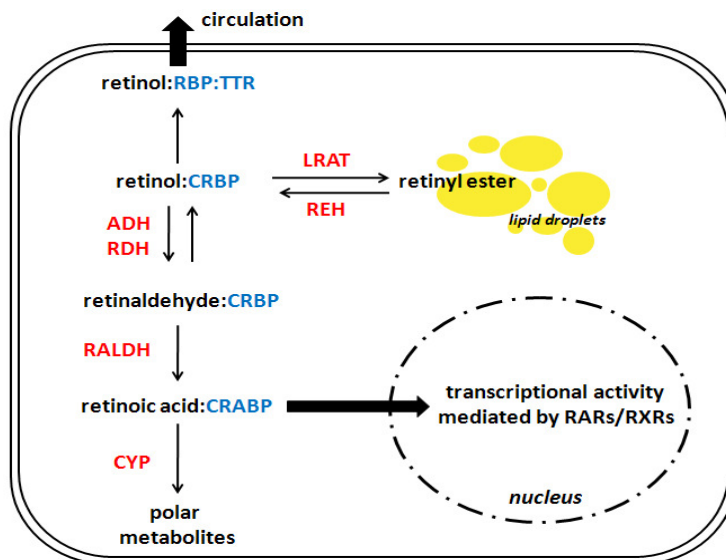 circulation
retinol:RBP:TTR
LRAT
retinol:CRBP
retinyl ester
REH
ADH
RDH
lipid droplets
retinaldehyde:CRBP
RALDH
retinoic acid:CRABP
transcriptional activity
mediated by RARs/RXRs
CYP
nucleus
polar
metabolites